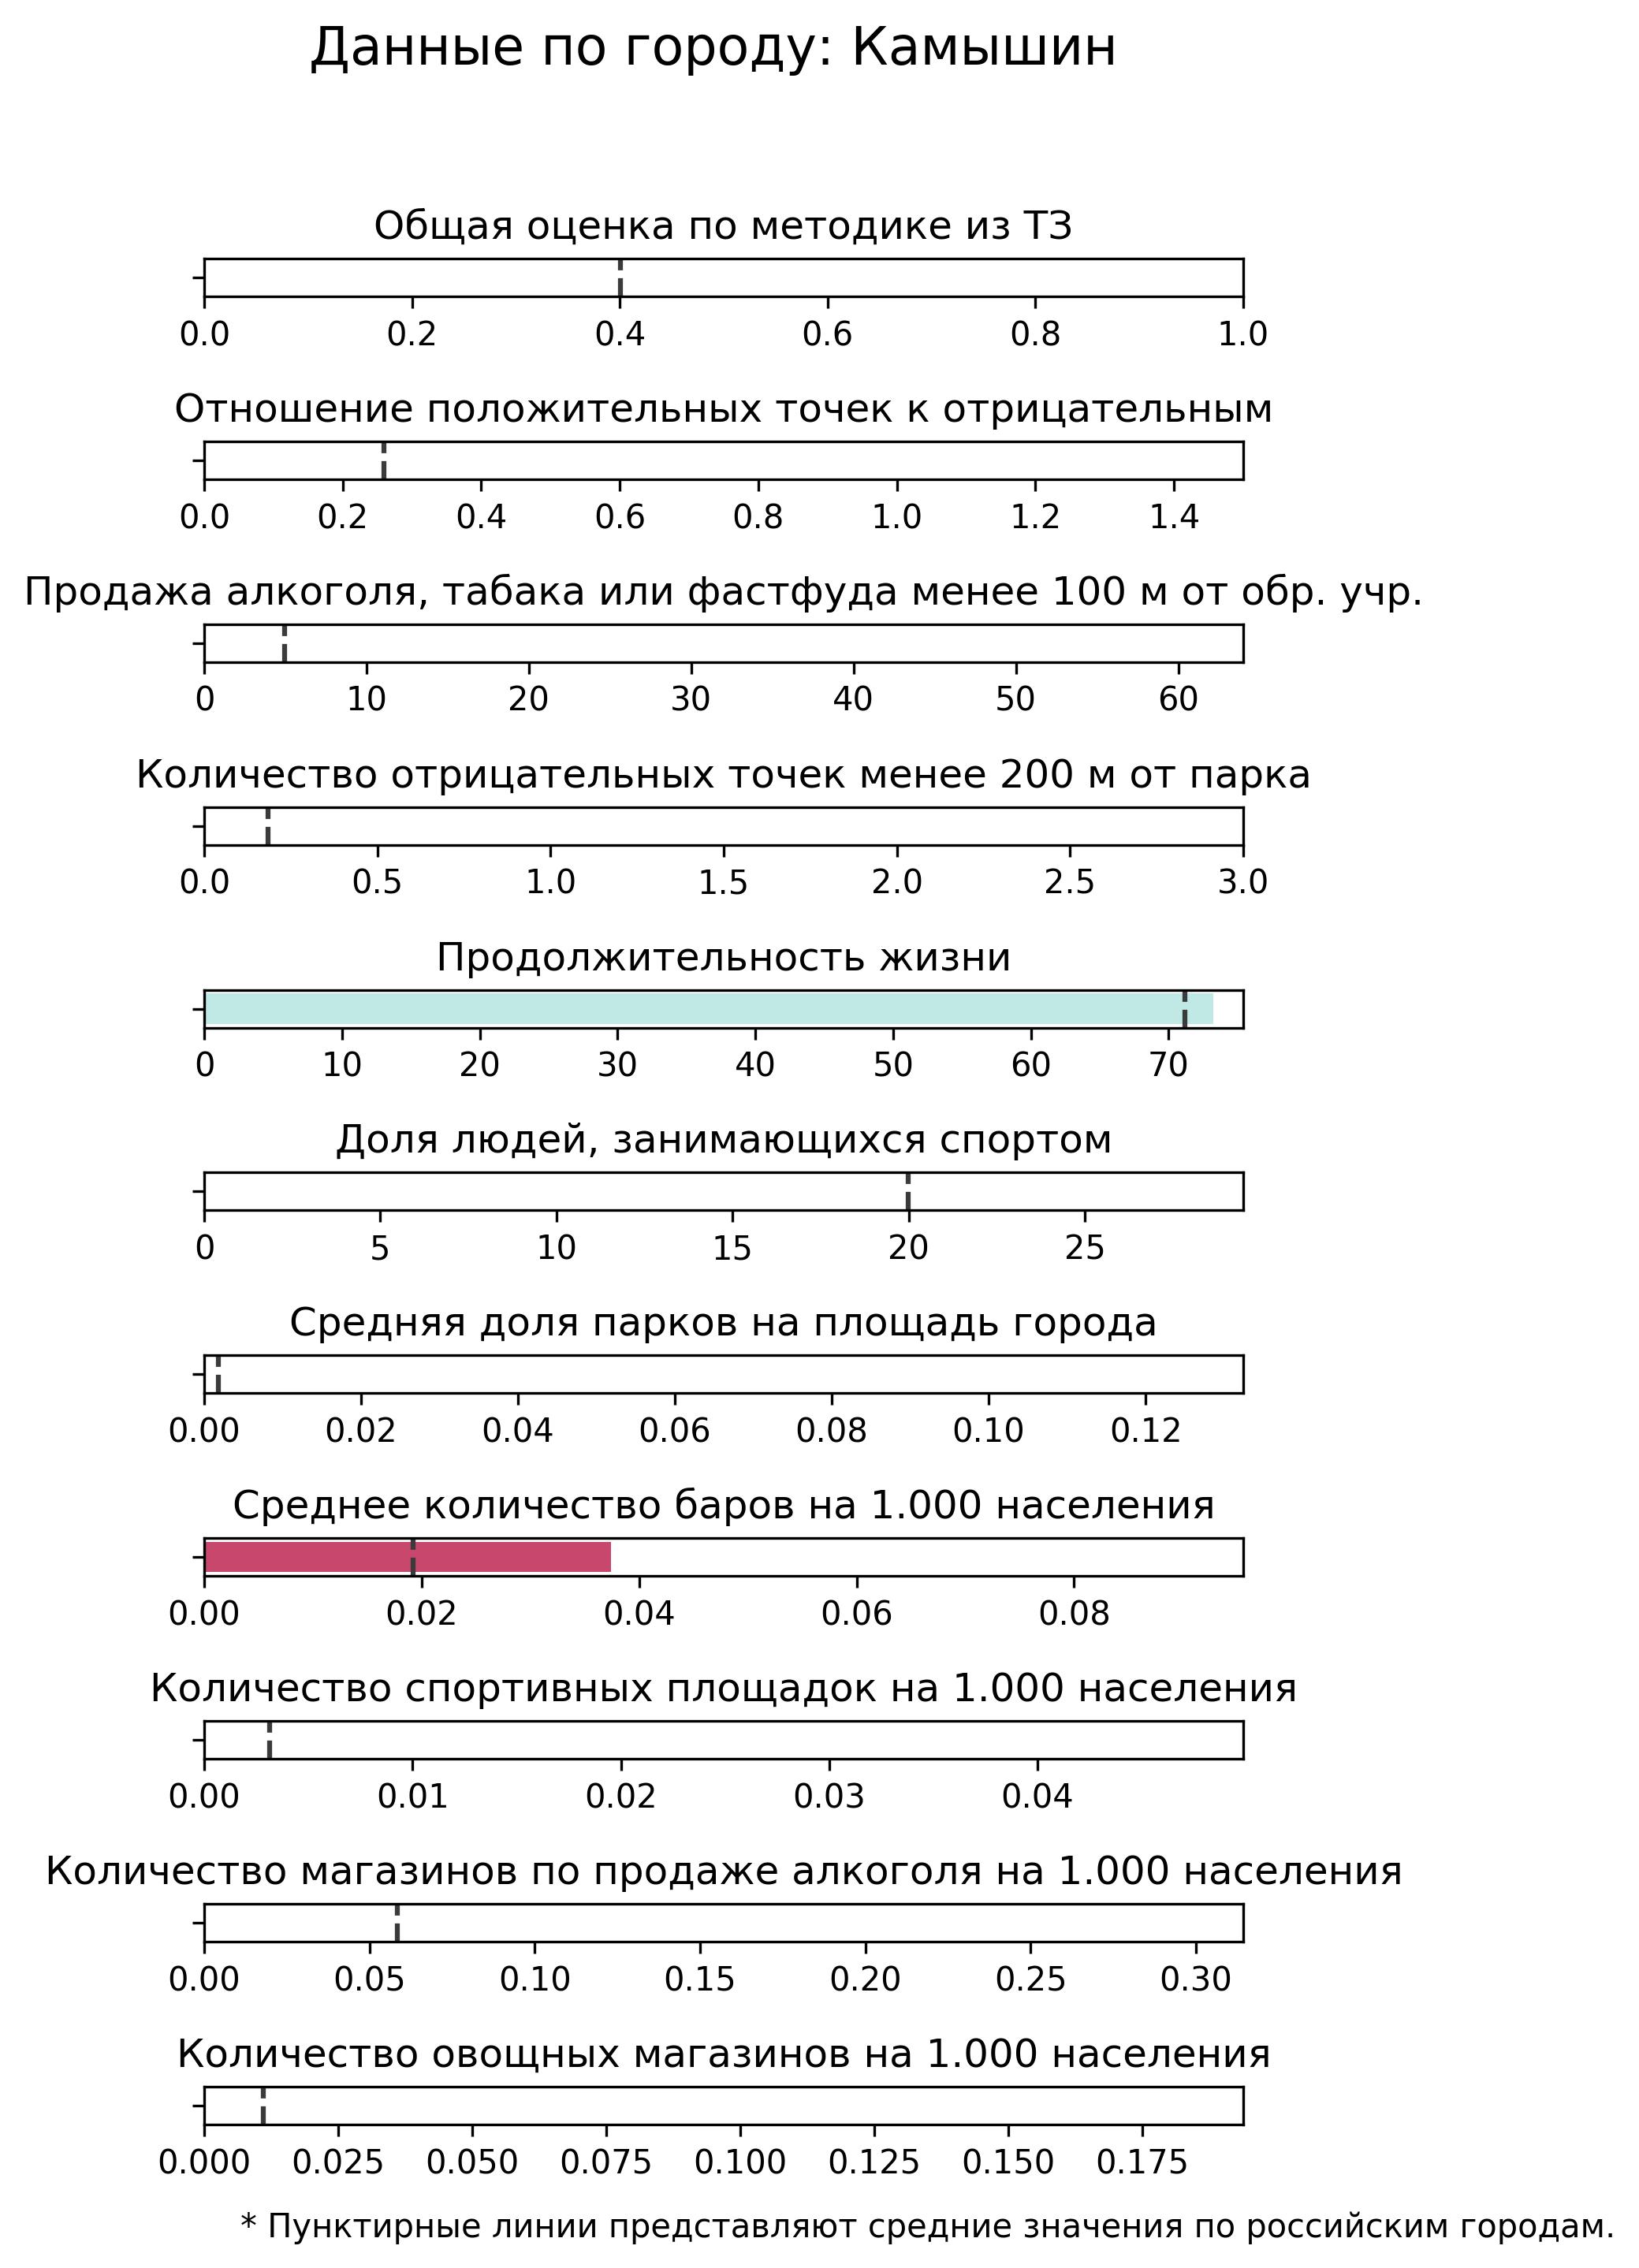 Данные по городу: Камышин
Общая оценка по методике из ТЗ
0.0 0.2 0.4 0.6 0.8 1.0
Отношение положительных точек к отрицательным
0.0 0.2 0.4 0.6 0.8 1.0 1.2 1.4
Продажа алкоголя, табака или фастфуда менее 100 м от обр. учр.
0 10 20 30 40 50 60
Количество отрицательных точек менее 200 м от парка
0.0 0.5 1.0 1.5 2.0 2.5 3.0
Продолжительность жизни
0 10 20 30 40 50 60 70
Доля людей, занимающихся спортом
0 5 10 15 20 25
Средняя доля парков на площадь города
0.00 0.02 0.04 0.06 0.08 0.10 0.12
Среднее количество баров на 1.000 населения
0.00 0.02 0.04 0.06 0.08
Количество спортивных площадок на 1.000 населения
0.00 0.01 0.02 0.03 0.04
Количество магазинов по продаже алкоголя на 1.000 населения
0.00 0.05 0.10 0.15 0.20 0.25 0.30
Количество овощных магазинов на 1.000 населения
0.000 0.025 0.050 0.075 0.100 0.125 0.150 0.175
* Пунктирные линии представляют средние значения по российским городам.